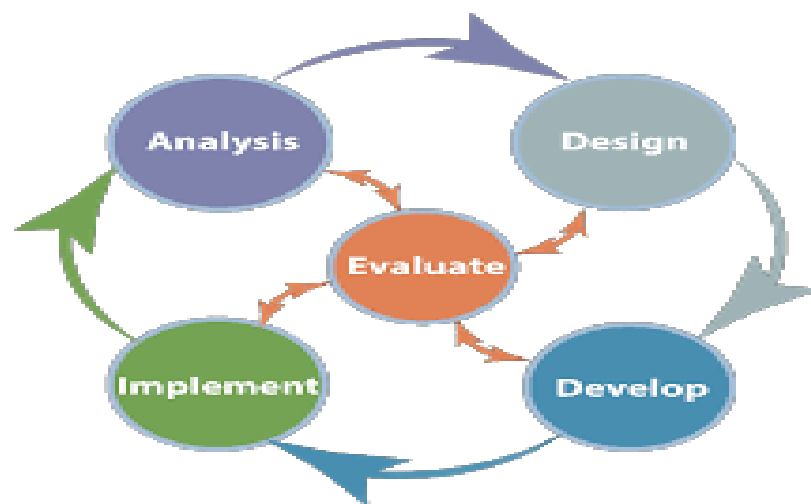 Analysis
Design
Evaluate
Implement
Develop